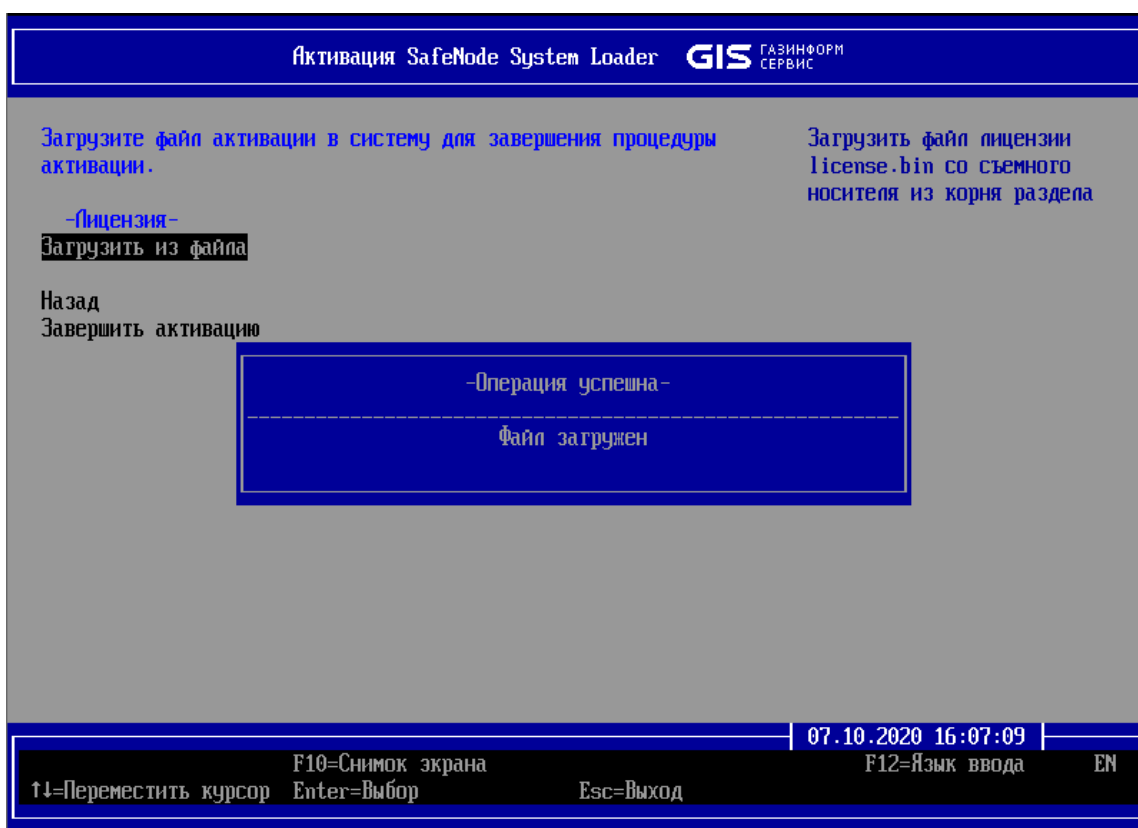 Активация SafeNode System Loader GIS ГАЗИНФОРМ
СЕРВИС
Загрузите файл активации в систему для завершения процедуры
активации.
-Лицензия-
Загрузить из файла
Назад
Завершить активацию
Загрузить файл лицензии
license.bin со съемного
носителя из корня раздела
-Операция успешна-
Файл загружен
07.10.2020 16:07:09
F10=Снимок экрана F12=Язык ввода EN
↑↓=Переместить курсор Enter=Выбор Esc=Выход